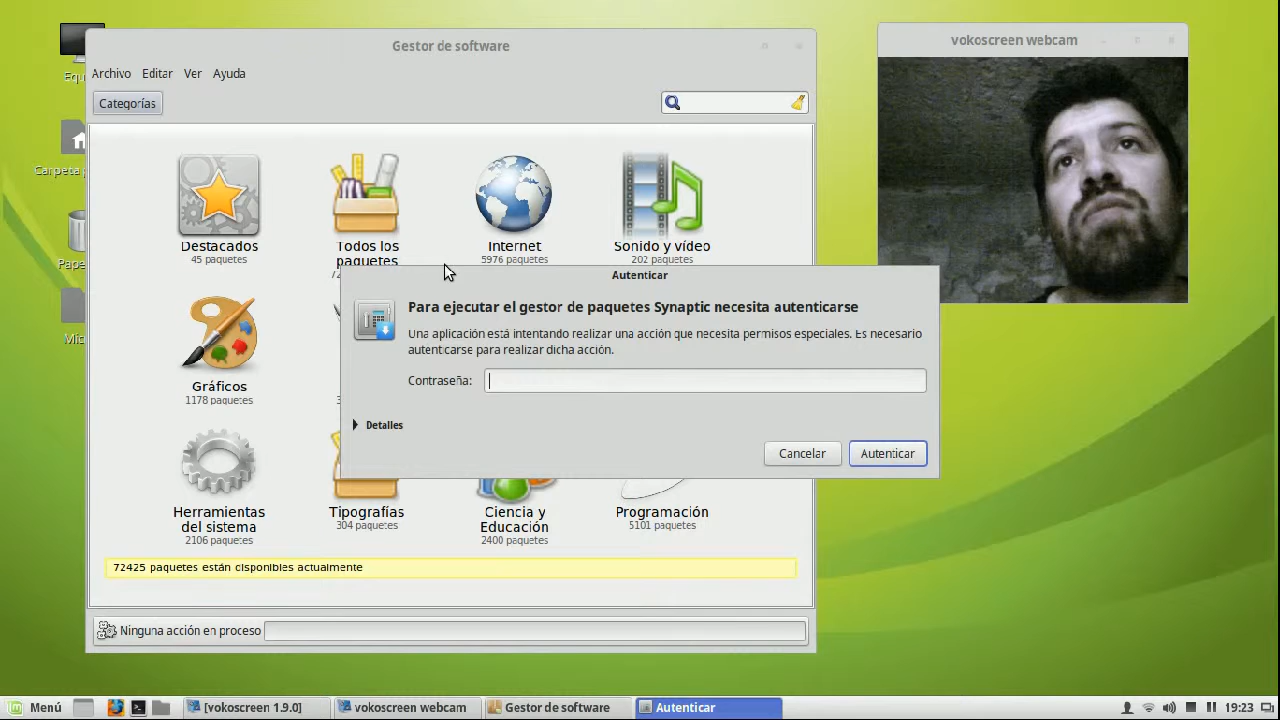 Gestor de software
vokoscreen webcam
Archivo Editar Ver Ayuda
Categorías
Destacados
45 paquetes
Todos los
paquetes
Internet
5976 paquetes
Sonido y vídeo
202 paquetes
Autenticar
Para ejecutar el gestor de paquetes Synaptic necesita autenticarse
Una aplicación está intentando realizar una acción que necesita permisos especiales. Es necesario
autenticarse para realizar dicha acción.
Contraseña:
Detalles
Cancelar Autenticar
Gráficos
1178 paquetes
Herramientas
del sistema
2106 paquetes
Tipografías
304 paquetes
Ciencia y
Educación
2400 paquetes
Programación
5101 paquetes
72425 paquetes están disponibles actualmente
Ninguna acción en proceso
Menú [vokoscreen 1.9.0] vokoscreen webcam Gestor de software Autenticar 19:23